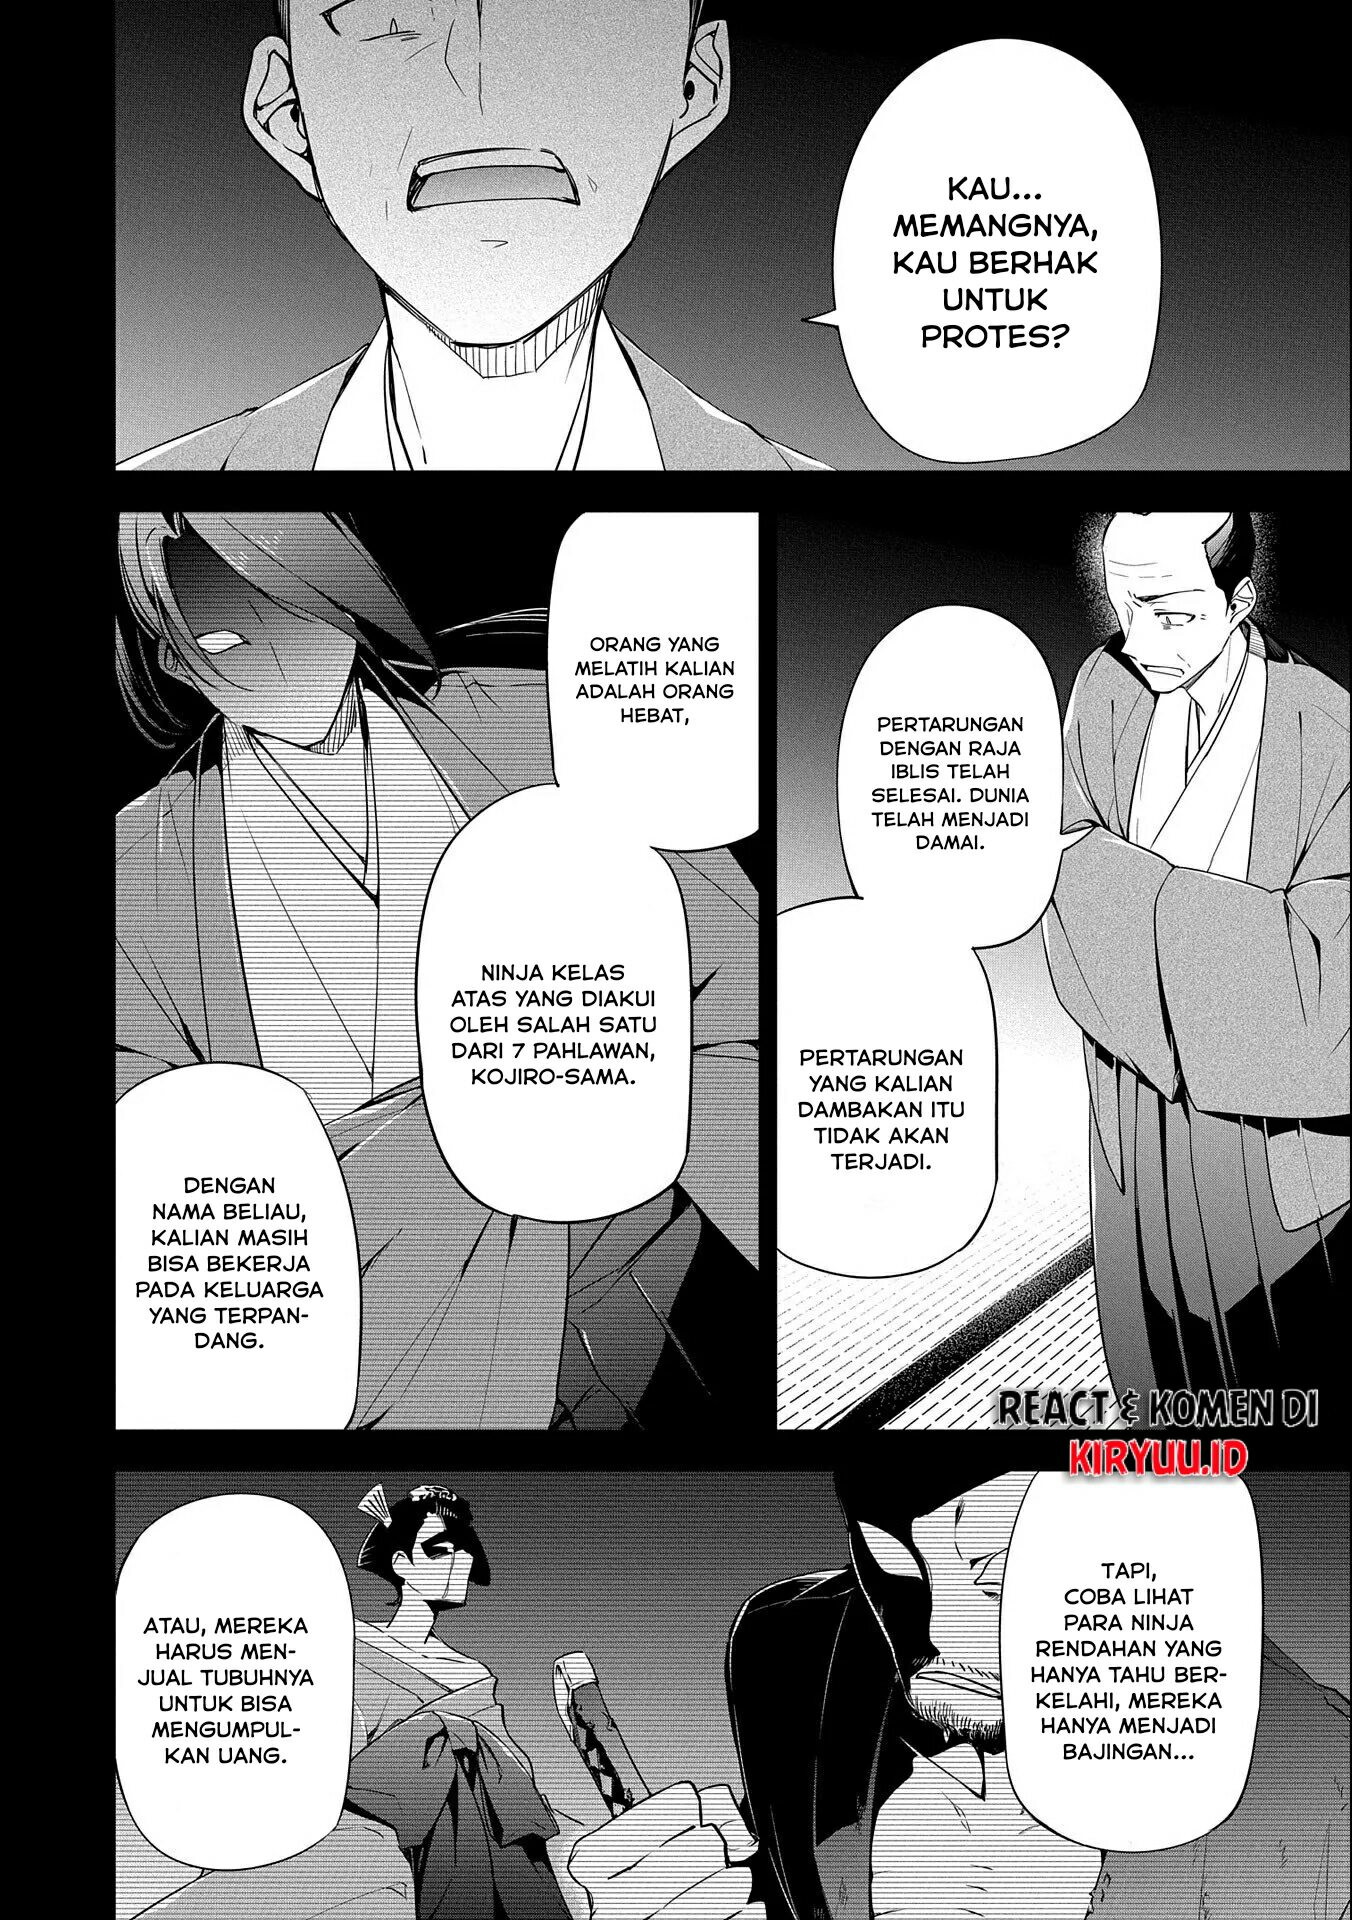 KAU...
MEMANGNYA,
KAU BERHAK
UNTUK
PROTES?
PERTARUNGAN
DENGAN RAJA
IBLIS TELAH
SELESAI. DUNIA
TELAH MENJADI
DAMAI.
PERTARUNGAN
YANG KALIAN
DAMBAKAN ITU
TIDAK AKAN
TERJADI.
ORANG YANG
MELATIH KALIAN
ADALAH ORANG
HEBAT,
NINJA KELAS
ATAS YANG DIAKUI
OLEH SALAH SATU
DARI 7 PAHLAWAN,
KOJIRO-SAMA.
DENGAN
NAMA BELIAU,
KALIAN MASIH
BISA BEKERJA
PADA KELUARGA
YANG TERPAN-
DANG.
REACT & KOMEN DI
KIRYUU.ID
TAPI,
COBA LIHAT
PARA NINJA
RENDAHAN YANG
HANYA TAHU BER-
KELAHI, MEREKA
HANYA MENJADI
BAJINGAN...
ATAU, MEREKA
HARUS MEN-
JUAL TUBUHNYA
UNTUK BISA
MENGUMPUL-
KAN UANG.